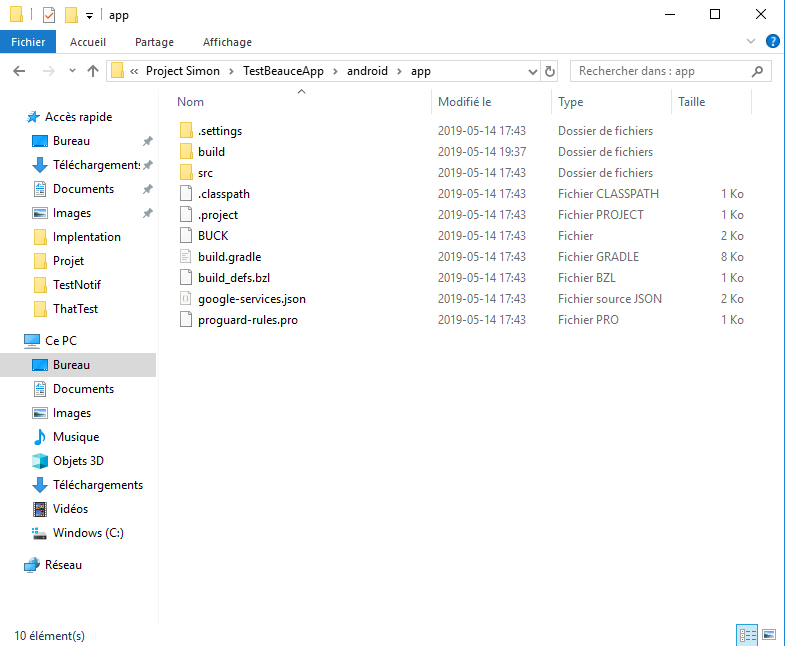 app
Fichier Accueil Partage Affichage
« Project Simon › TestBeauceApp › android › app
Rechercher dans : app
Nom Modifié le Type Taille
Accès rapide
Bureau
Téléchargements
Documents
Images
Implentation
Projet
TestNotif
ThatTest
Ce PC
Bureau
Documents
Images
Musique
Objets 3D
Téléchargements
Vidéos
Windows (C:)
Réseau
.settings 2019-05-14 17:43 Dossier de fichiers
build 2019-05-14 19:37 Dossier de fichiers
src 2019-05-14 17:43 Dossier de fichiers
.classpath 2019-05-14 17:43 Fichier CLASSPATH 1 Ko
.project 2019-05-14 17:43 Fichier PROJECT 1 Ko
BUCK 2019-05-14 17:43 Fichier 2 Ko
build.gradle 2019-05-14 17:43 Fichier GRADLE 8 Ko
build_defs.bzl 2019-05-14 17:43 Fichier BZL 1 Ko
google-services.json 2019-05-14 17:43 Fichier source JSON 2 Ko
proguard-rules.pro 2019-05-14 17:43 Fichier PRO 1 Ko
10 élément(s)